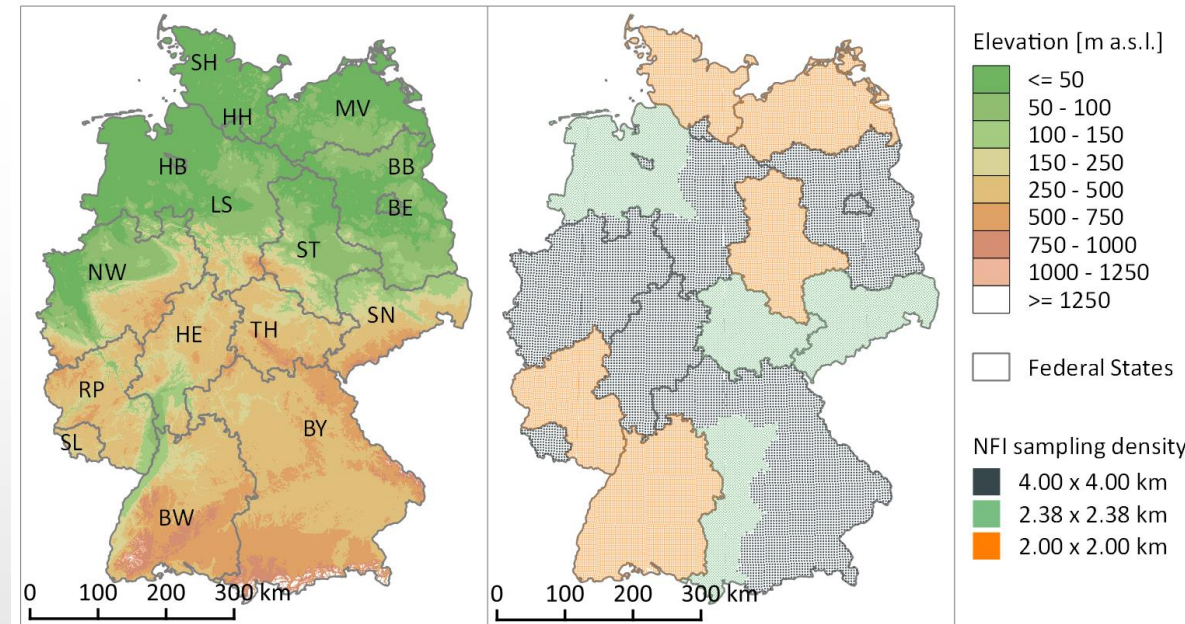 SH
HH
MV
HB
BB
LS
BE
ST
NW
HE
TH
SN
RP
SL
BY
BW
0 100 200 300 km
0 100 200 300 km
Elevation [m a.s.l.]
<= 50
50 - 100
100 - 150
150 - 250
250 - 500
500 - 750
750 - 1000
1000 - 1250
>= 1250
Federal States
NFI sampling density
4.00 x 4.00 km
2.38 x 2.38 km
2.00 x 2.00 km